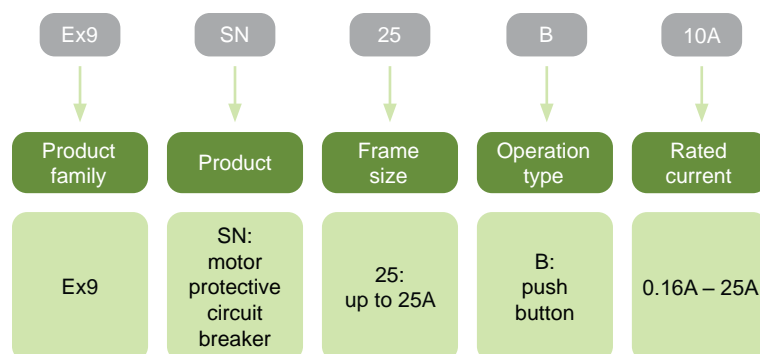 Ex9 SN 25 B 10A
Product family
Product
Frame size
Operation type
Rated current
Ex9
SN:
motor
protective
circuit
breaker
25:
up to 25A
B:
push
button
0.16A – 25A